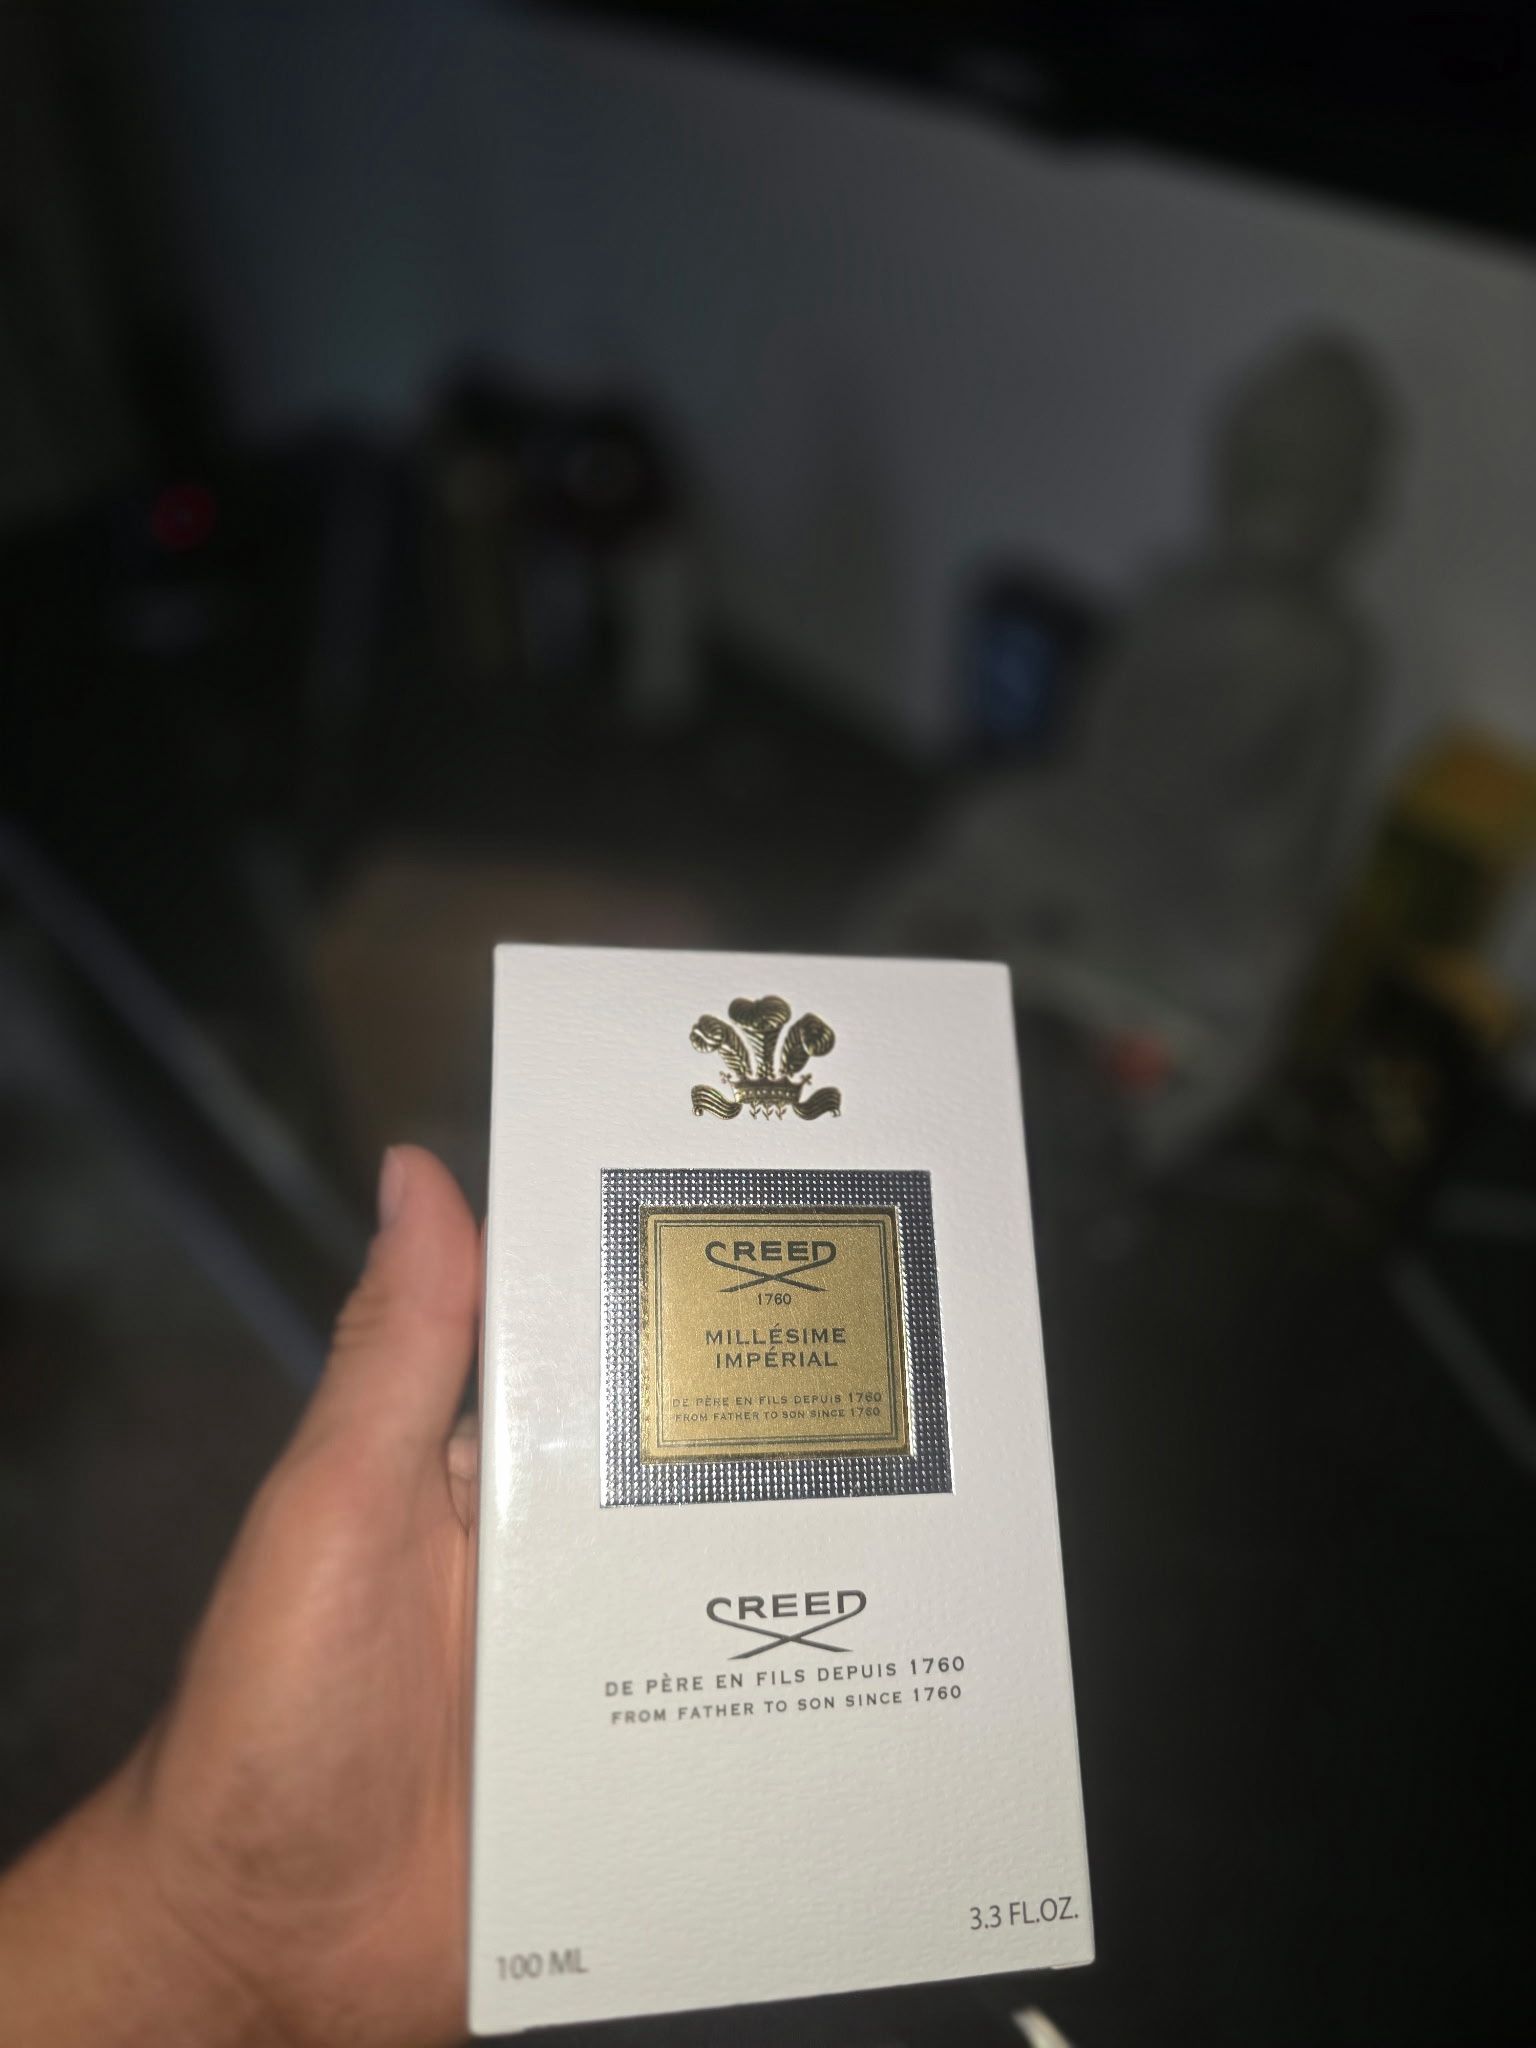 CREED
1760
MILLÉSIME
IMPÉRIAL
DE PÈRE EN FILS DEPUIS 1760
FROM FATHER TO SON SINCE 1760
CREED
DE PÈRE EN FILS DEPUIS 1760
FROM FATHER TO SON SINCE 1760
3.3 FL.OZ.
100 ML